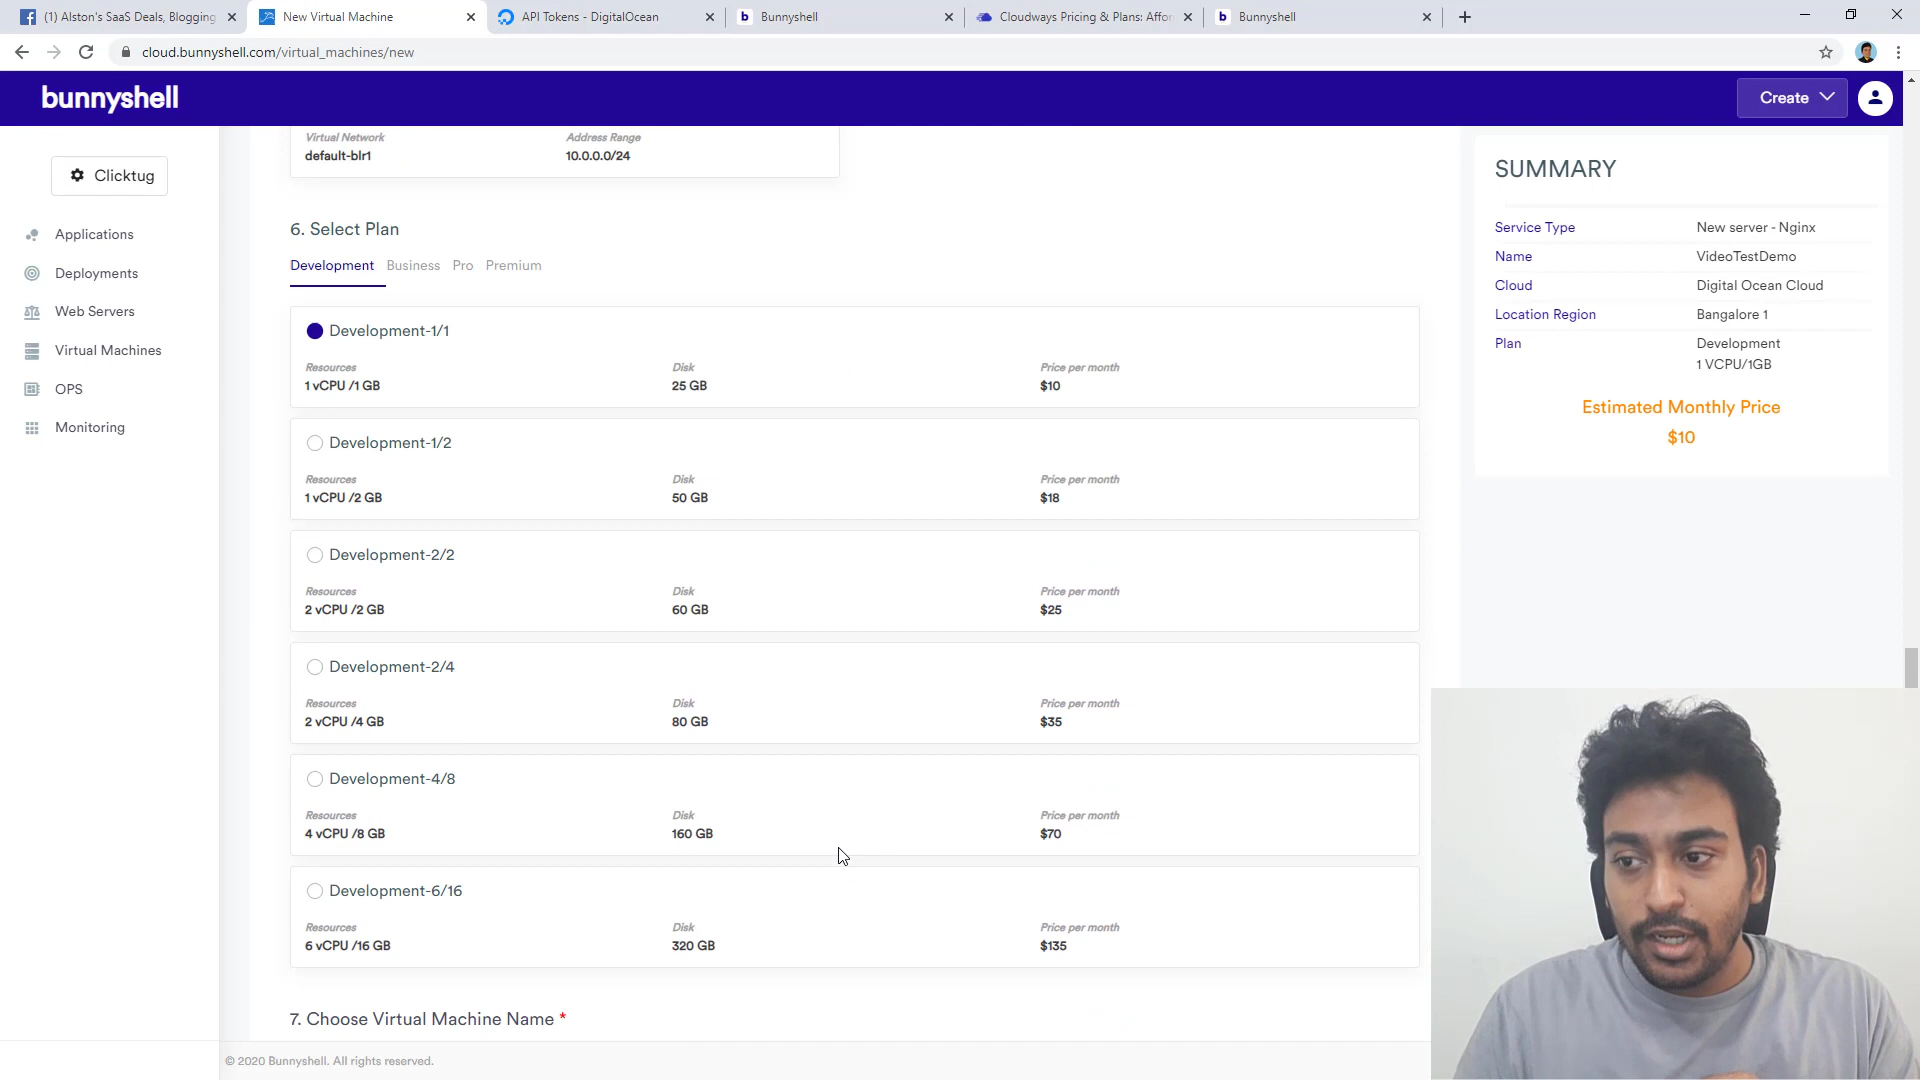 (1) Alston's SaaS Deals, Blogging
New Virtual Machine
API Tokens - DigitalOcean
Bunnyshell
Cloudways Pricing & Plans: Affor
Bunnyshell
cloud.bunnyshell.com/virtual_machines/new
bunnyshell
Create
Clicktug
Applications
Deployments
Web Servers
Virtual Machines
OPS
Monitoring
Virtual Network
Address Range
default-blr1
10.0.0.0/24
6. Select Plan
Development
Business
Pro
Premium
Development-1/1
Resources
Disk
Price per month
1 vCPU /1 GB
25 GB
$10
Development-1/2
Resources
Disk
Price per month
1 vCPU /2 GB
50 GB
$18
Development-2/2
Resources
Disk
Price per month
2 vCPU /2 GB
60 GB
$25
Development-2/4
Resources
Disk
Price per month
2 vCPU /4 GB
80 GB
$35
Development-4/8
Resources
Disk
Price per month
4 vCPU /8 GB
160 GB
$70
Development-6/16
Resources
Disk
Price per month
6 vCPU /16 GB
320 GB
$135
7. Choose Virtual Machine Name *
© 2020 Bunnyshell. All rights reserved.
SUMMARY
Service Type
New server - Nginx
Name
VideoTestDemo
Cloud
Digital Ocean Cloud
Location Region
Bangalore 1
Plan
Development
1 VCPU/1GB
Estimated Monthly Price
$10